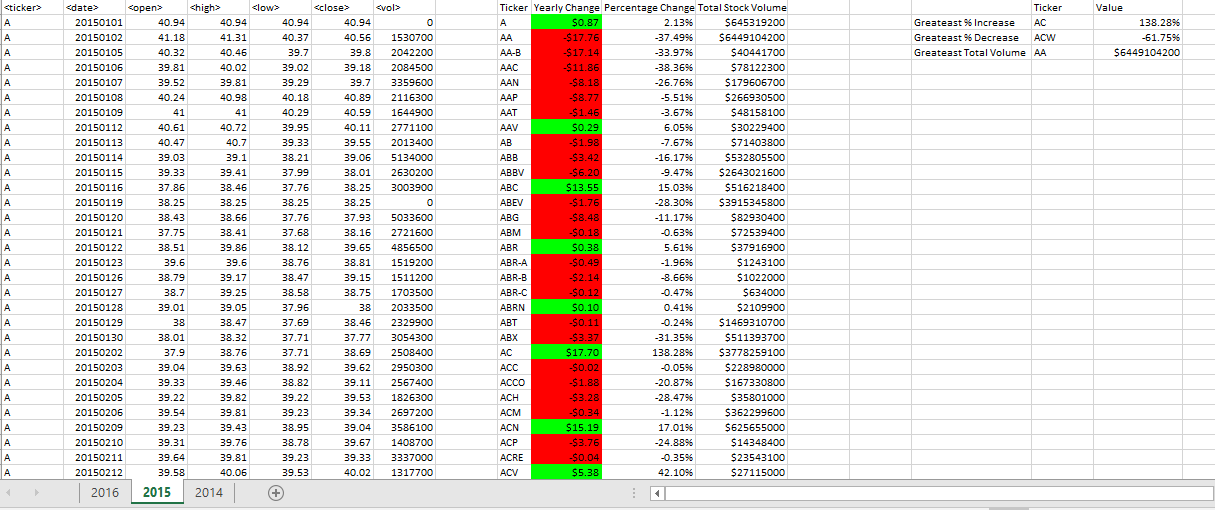 <ticker> <date> <open> <high> <low> <close> <vol> Ticker Yearly Change Percentage Change Total Stock Volume Ticker Value
A 20150101 40.94 40.94 40.94 40.94 0 A $0.87 2.13% $645319200 Greateast % Increase AC 138.28%
A 20150102 41.18 41.31 40.37 40.56 1530700 AA -$17.76 -37.49% $6449104200 Greateast % Decrease ACW -61.75%
A 20150105 40.32 40.46 39.7 39.8 2042200 AA-B -$17.14 -33.97% $40441700 Greateast Total Volume AA $6449104200
A 20150106 39.81 40.02 39.02 39.18 2084500 AAC -$11.86 -38.36% $78122300
A 20150107 39.52 39.81 39.29 39.7 3359600 AAN -$8.18 -26.76% $179606700
A 20150108 40.24 40.98 40.18 40.89 2116300 AAP -$8.77 -5.51% $266930500
A 20150109 41 41 40.29 40.59 1644900 AAT -$1.46 -3.67% $48158100
A 20150112 40.61 40.72 39.95 40.11 2771100 AAV $0.29 6.05% $30229400
A 20150113 40.47 40.7 39.33 39.55 2013400 AB -$1.98 -7.67% $71403800
A 20150114 39.03 39.1 38.21 39.06 5134000 ABB -$3.42 -16.17% $532805500
A 20150115 39.33 39.41 37.99 38.01 2630200 ABBV -$6.20 -9.47% $2643021600
A 20150116 37.86 38.46 37.76 38.25 3003900 ABC $13.55 15.03% $516218400
A 20150119 38.25 38.25 38.25 38.25 0 ABEV -$1.76 -28.30% $3915345800
A 20150120 38.43 38.66 37.76 37.93 5033600 ABG -$8.48 -11.17% $82930400
A 20150121 37.75 38.41 37.68 38.16 2721600 ABM -$0.18 -0.63% $72539400
A 20150122 38.51 39.86 38.12 39.65 4856500 ABR $0.38 5.61% $37916900
A 20150123 39.6 39.6 38.76 38.81 1519200 ABR-A -$0.49 -1.96% $1243100
A 20150126 38.79 39.17 38.47 39.15 1511200 ABR-B -$2.14 -8.66% $1022000
A 20150127 38.7 39.25 38.58 38.75 1703500 ABR-C -$0.12 -0.47% $634000
A 20150128 39.01 39.05 37.96 38 2033500 ABRN $0.10 0.41% $2109900
A 20150129 38 38.47 37.69 38.46 2329900 ABT -$0.11 -0.24% $1469310700
A 20150130 38.01 38.32 37.71 37.77 3054300 ABX -$3.37 -31.35% $511393700
A 20150202 37.9 38.76 37.71 38.69 2508400 AC $17.70 138.28% $3778259100
A 20150203 39.04 39.63 38.92 39.62 2950300 ACC -$0.02 -0.05% $228980000
A 20150204 39.33 39.46 38.82 39.11 2567400 ACCO -$1.88 -20.87% $167330800
A 20150205 39.22 39.82 39.22 39.53 1826300 ACH -$3.28 -28.47% $35801000
A 20150206 39.54 39.81 39.23 39.34 2697200 ACM -$0.34 -1.12% $362299600
A 20150209 39.23 39.43 38.95 39.04 3586100 ACN $15.19 17.01% $625655000
A 20150210 39.31 39.76 38.78 39.67 1408700 ACP -$3.76 -24.88% $14348400
A 20150211 39.64 39.81 39.23 39.33 3337000 ACRE -$0.04 -0.35% $23543100
A 20150212 39.58 40.06 39.53 40.02 1317700 ACV $5.38 42.10% $27115000
2016 2015 2014